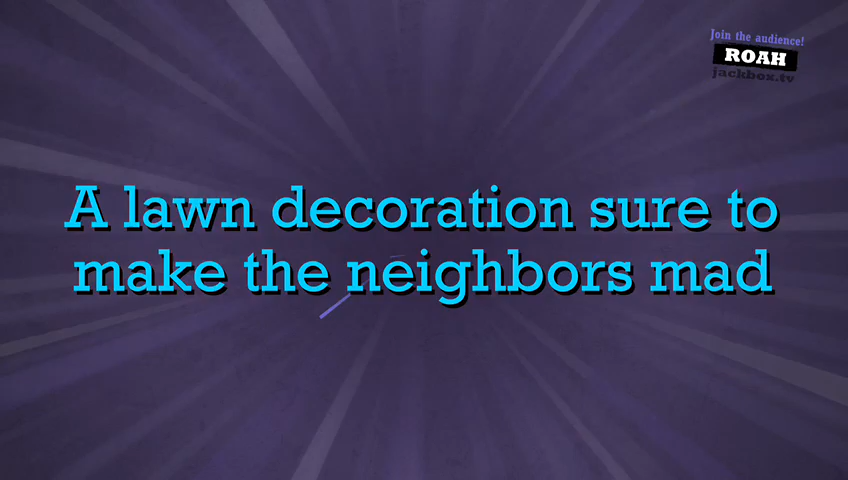 Join the audience!
ROAH
jackbox.tv
A lawn decoration sure to
make the neighbors mad